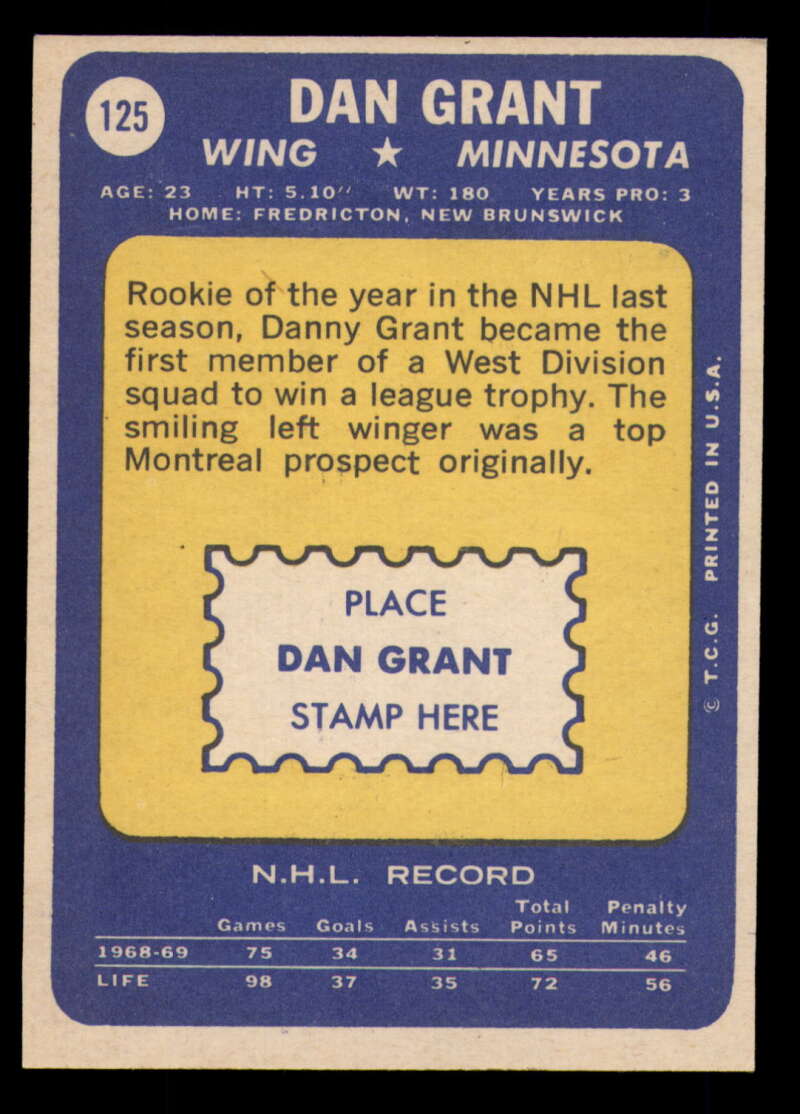 125
DAN GRANT
WING ★ MINNESOTA
AGE: 23 HT: 5.10″ WT: 180 YEARS PRO: 3
HOME: FREDRICTON, NEW BRUNSWICK
Rookie of the year in the NHL last
season, Danny Grant became the
first member of a West Division
squad to win a league trophy. The
smiling left winger was a top
Montreal prospect originally.
PLACE
DAN GRANT
STAMP HERE
© T.C.G. PRINTED IN U.S.A.
N.H.L. RECORD
Games Goals Assists Total Points Penalty Minutes
1968-69 75 34 31 65 46
LIFE 98 37 35 72 56